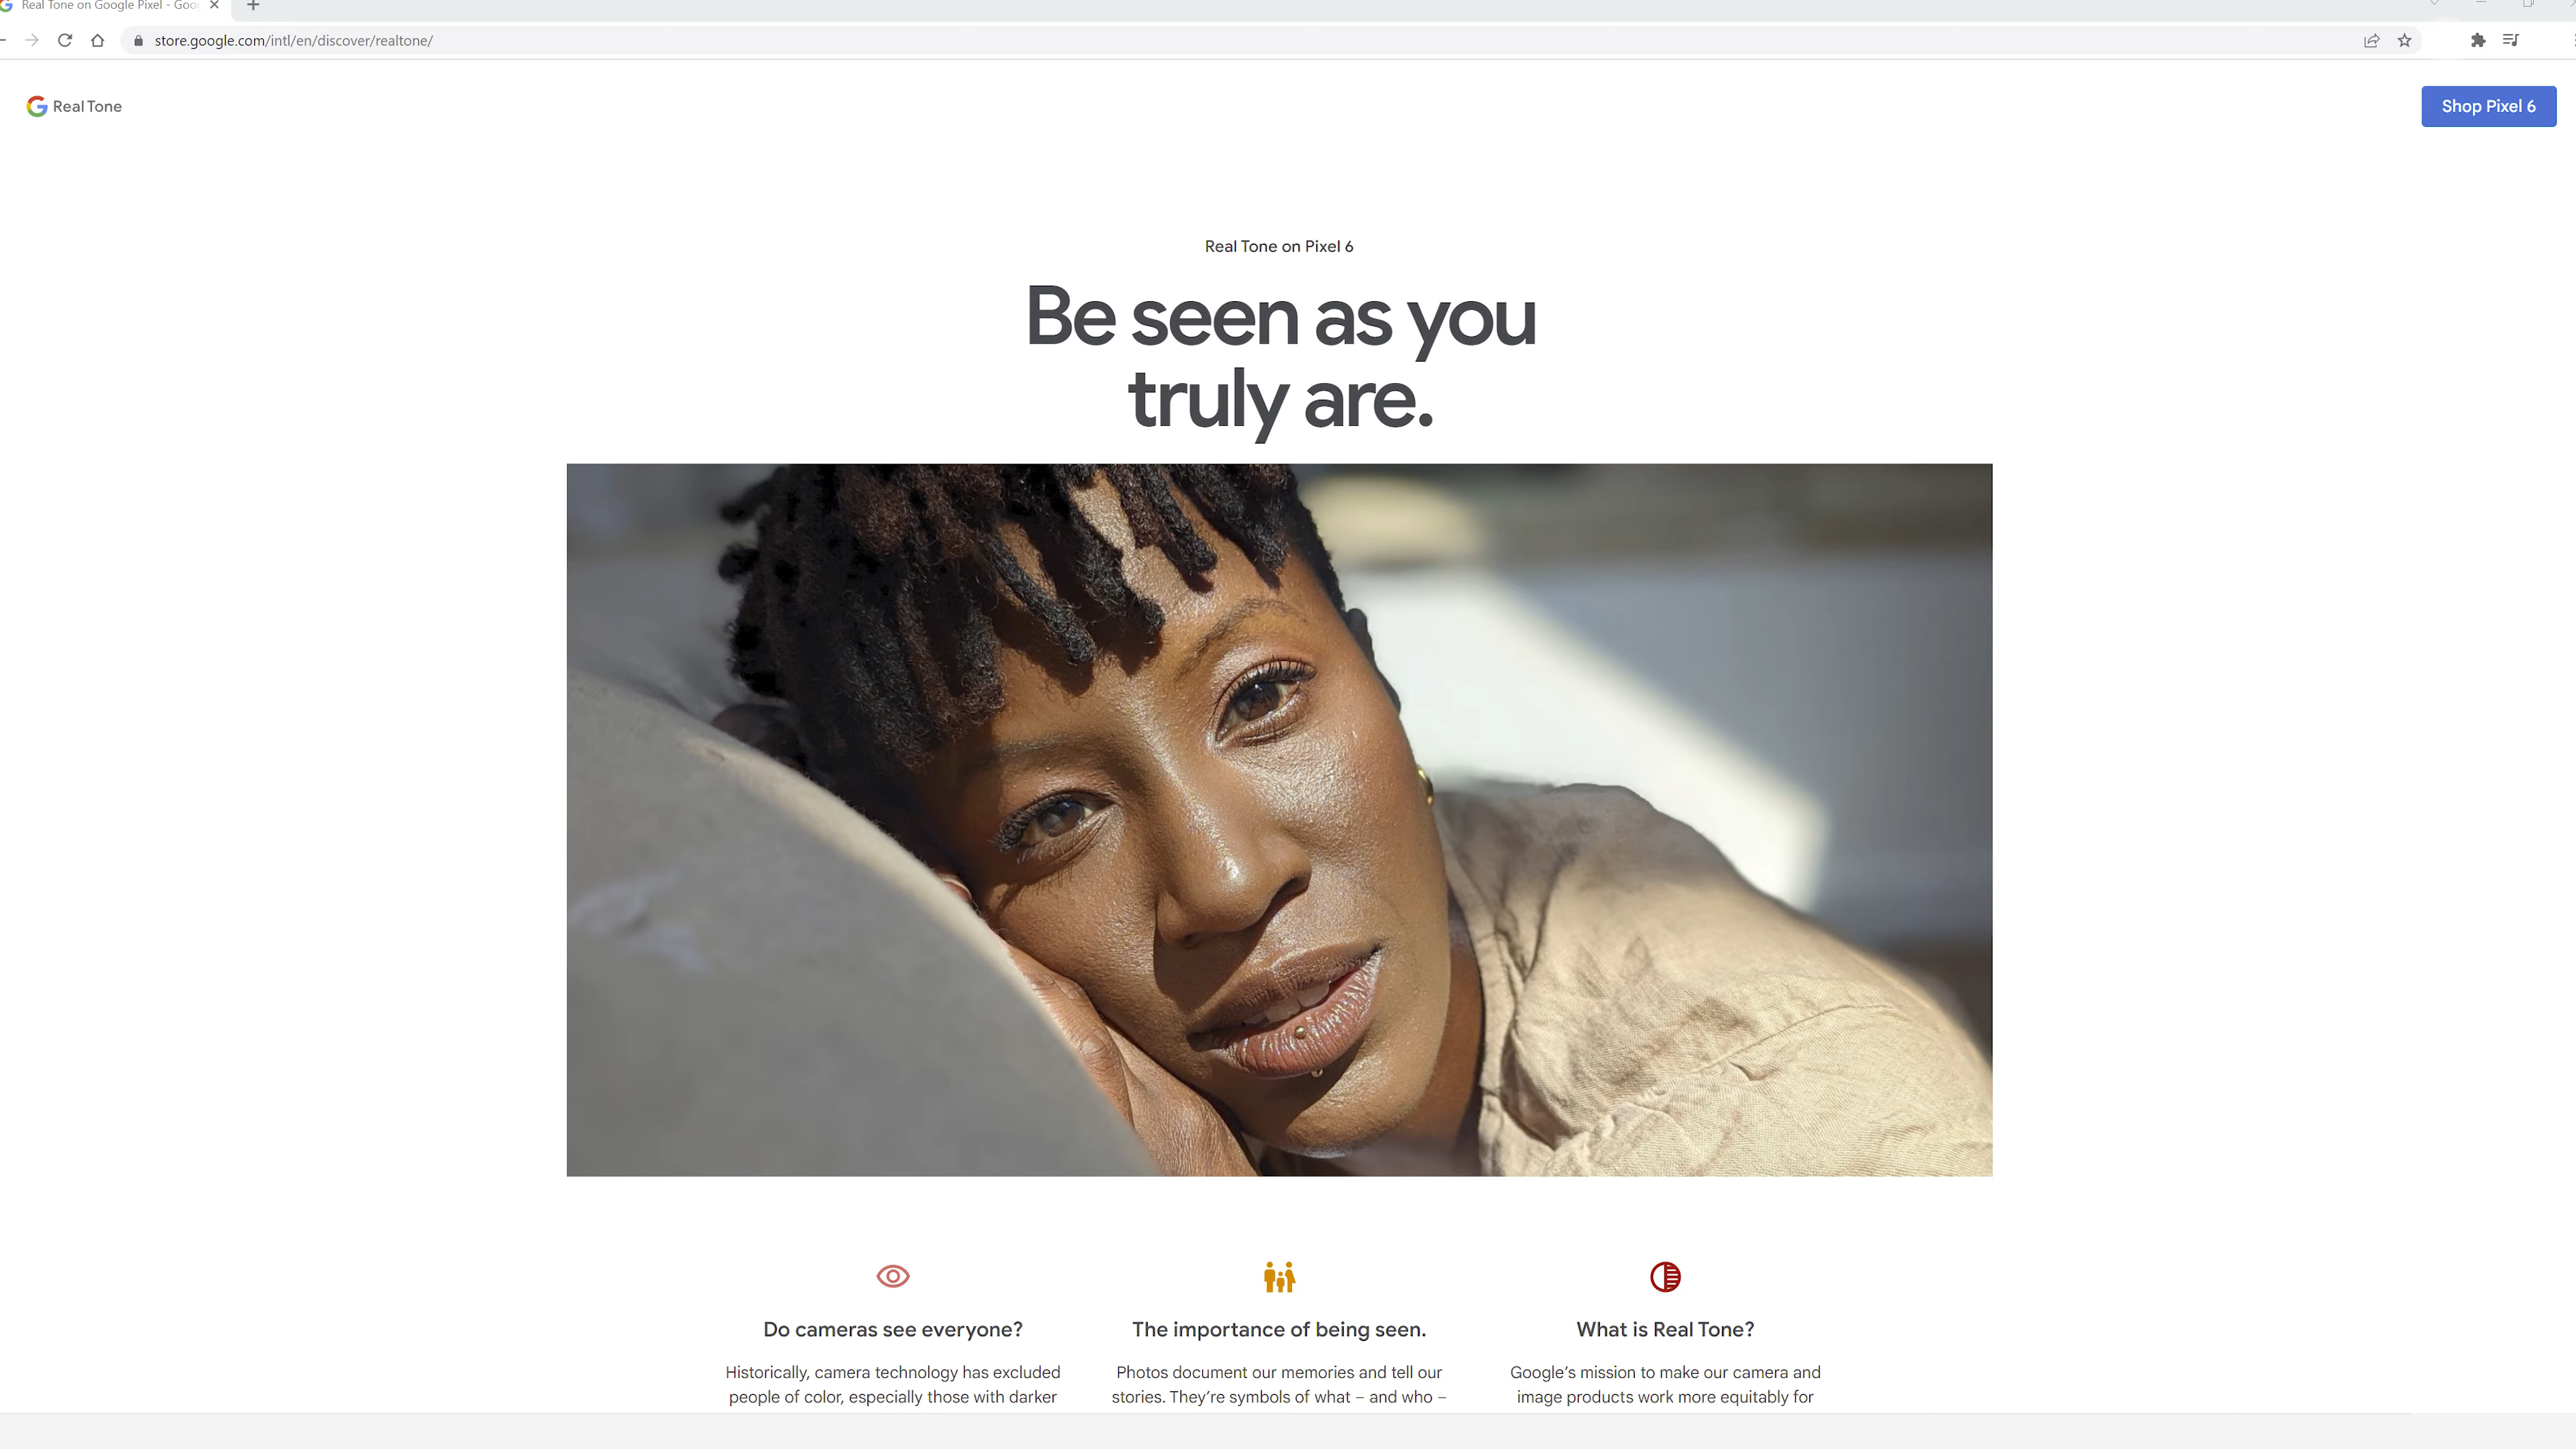 Real Tone on Google Pixel - Goo
store.google.com/intl/en/discover/realtone/
Real Tone
Shop Pixel 6
Real Tone on Pixel 6
Be seen as you
truly are.
Do cameras see everyone?
Historically, camera technology has excluded
people of color, especially those with darker
The importance of being seen.
Photos document our memories and tell our
stories. They’re symbols of what – and who –
What is Real Tone?
Google’s mission to make our camera and
image products work more equitably for